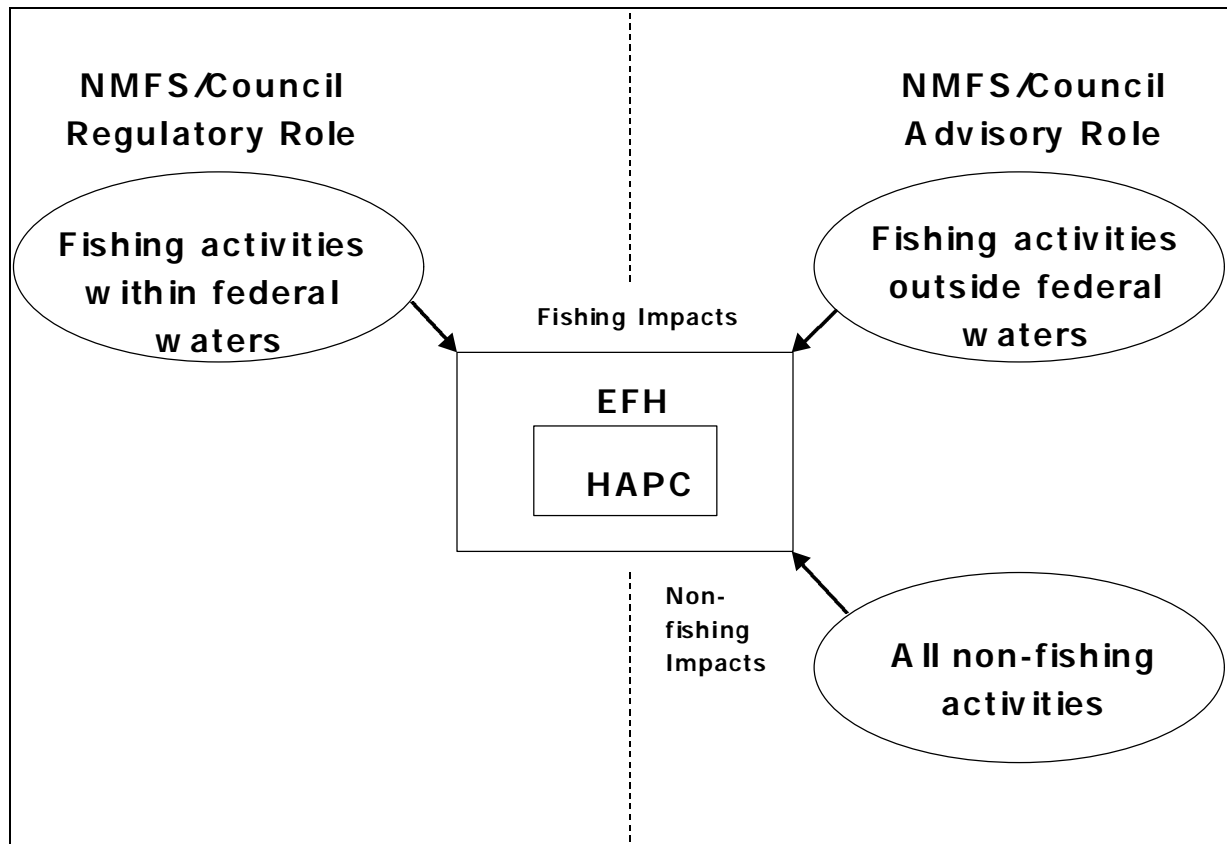 NMFS/Council
Regulatory Role
Fishing activities
within federal
waters
NMFS/Council
Advisory Role
Fishing activities
outside federal
waters
Fishing Impacts
EFH
HAPC
Non-
fishing
Impacts
All non-fishing
activities